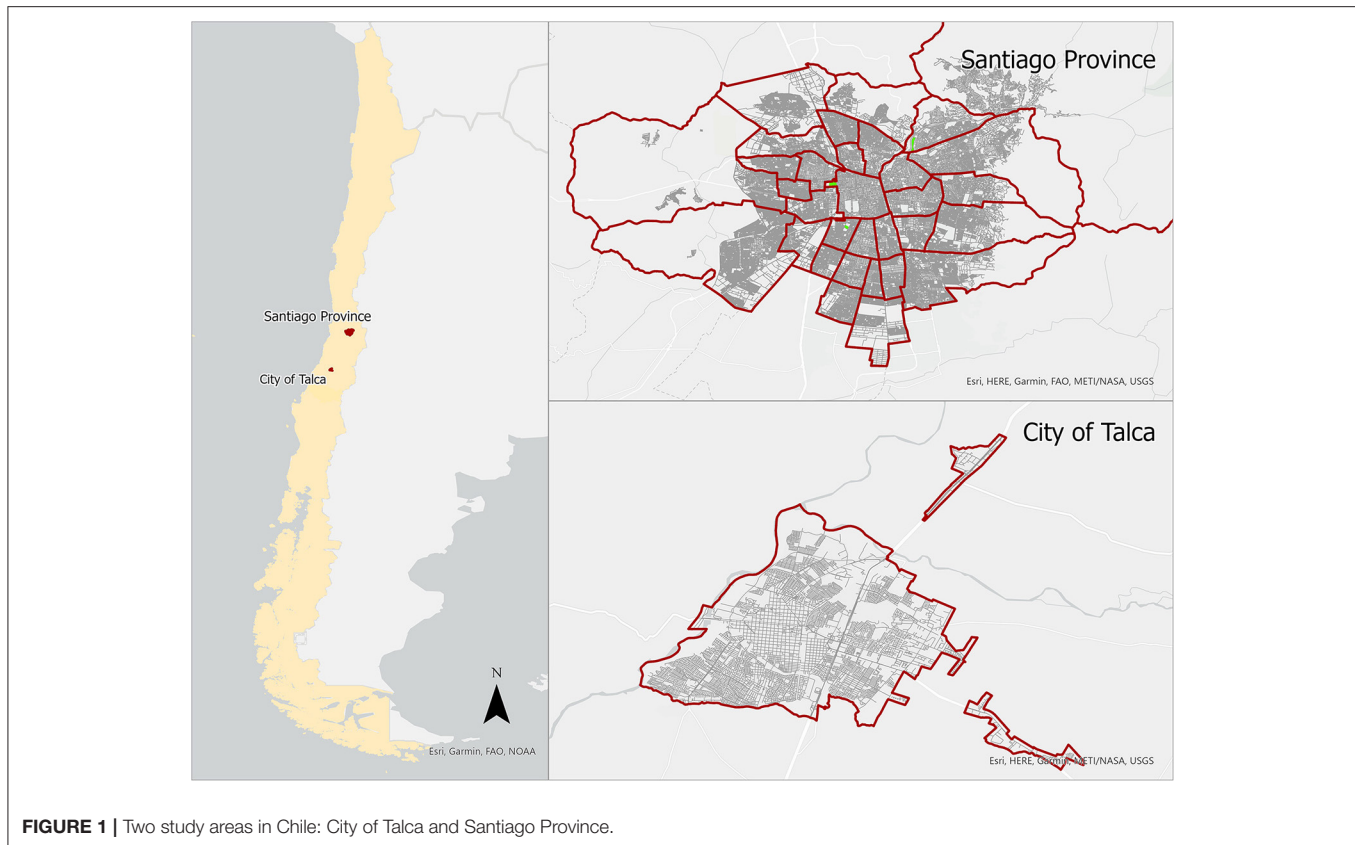 Santiago Province
City of Talca
N
Esri, Garmin, FAO, NOAA
Santiago Province
Esri, HERE, Garmin, FAO, METI/NASA, USGS
City of Talca
Esri, HERE, Garmin, METI/NASA, USGS
FIGURE 1 | Two study areas in Chile: City of Talca and Santiago Province.